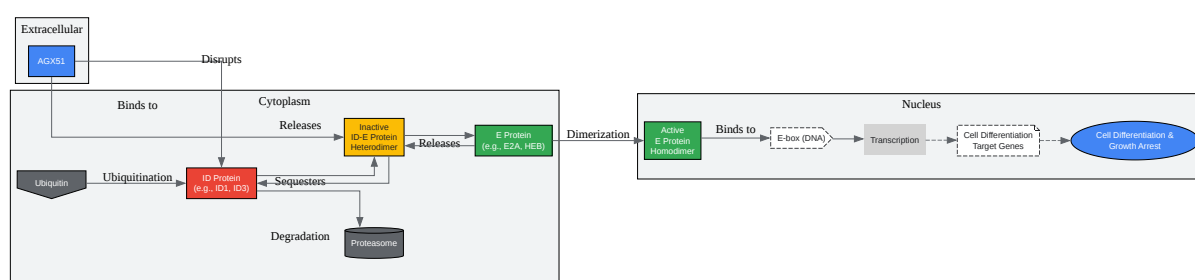 Extracellular
AGX51
Disrupts
Cytoplasm
Nucleus
Binds to
Releases
Inactive
ID-E Protein
Heterodimer
Releases
E Protein
(e.g., E2A, HEB)
Dimerization
Active
E Protein
Homodimer
Binds to
E-box (DNA)
Transcription
Cell Differentiation
Target Genes
Cell Differentiation &
Growth Arrest
Ubiquitin
Ubiquitination
ID Protein
(e.g., ID1, ID3)
Sequesters
Degradation
Proteasome